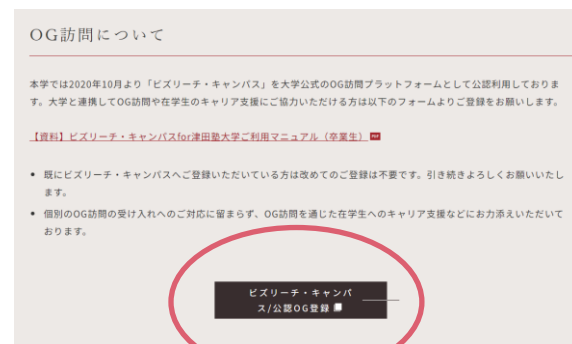 OG訪問について
本学では2020年10月より「ビズリーチ・キャンパス」を大学公式のOG訪問プラットフォームとして公認利用しておりま
す。大学と連携してOG訪問や在学生のキャリア支援にご協力いただける方は以下のフォームよりご登録をお願いします。
【資料】ビズリーチ・キャンパスfor津田塾大学ご利用マニュアル（卒業生）
• 既にビズリーチ・キャンパスへご登録いただいている方は改めてのご登録は不要です。引き続きよろしくお願いいたし
ます。
• 個別のOG訪問の受け入れへのご対応に留まらず、OG訪問を通じた在学生へのキャリア支援などにお力添えいただいて
おります。
ビズリーチ・キャンパ
ス/公認OG登録